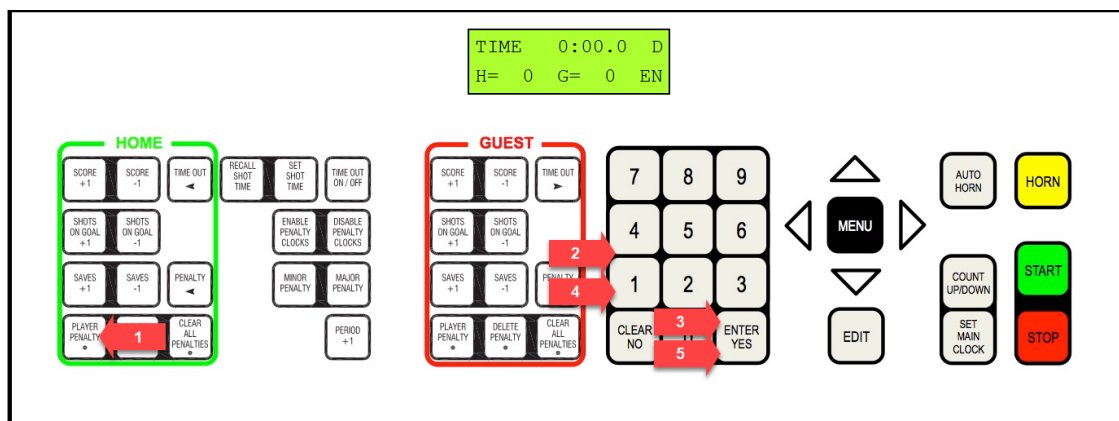 TIME 0:00.0 D
H= 0 G= 0 EN
HOME
SCORE
+1
SCORE
-1
TIME OUT
◄
RECALL
SHOT
TIME
SET
SHOT
TIME
TIME OUT
ON / OFF
SHOTS
ON GOAL
+1
SHOTS
ON GOAL
-1
ENABLE
PENALTY
CLOCKS
DISABLE
PENALTY
CLOCKS
SAVES
+1
SAVES
-1
PENALTY
◄
MINOR
PENALTY
MAJOR
PENALTY
PLAYER
PENALTY
1
CLEAR
ALL
PENALTIES
PERIOD
+1
GUEST
SCORE
+1
SCORE
-1
TIME OUT
►
SHOTS
ON GOAL
+1
SHOTS
ON GOAL
-1
SAVES
+1
SAVES
-1
PENALTY
PLAYER
PENALTY
DELETE
PENALTY
CLEAR
ALL
PENALTIES
7
8
9
4
5
6
2
4
1
2
3
CLEAR
NO
3
5
ENTER
YES
MENU
EDIT
AUTO
HORN
HORN
COUNT
UP/DOWN
START
SET
MAIN
CLOCK
STOP